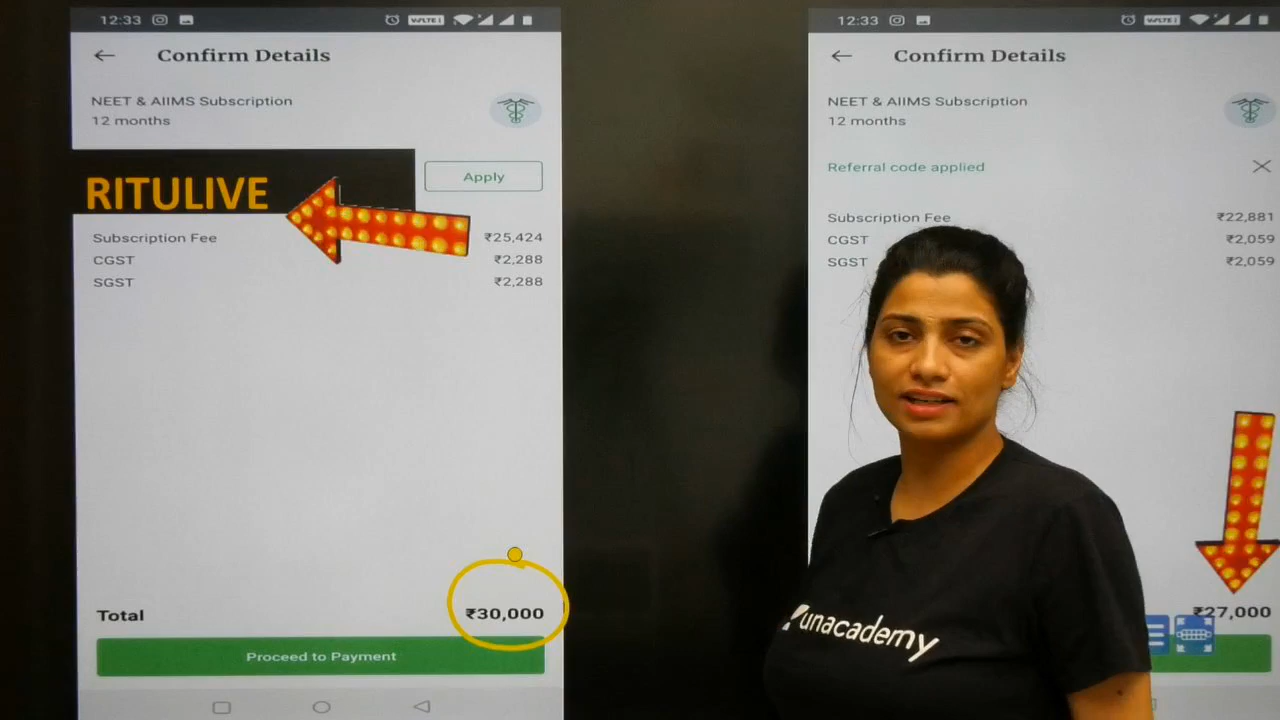 12:33
VoLTE
Confirm Details
NEET & AIIMS Subscription
12 months
RITULIVE
Apply
Subscription Fee ₹25,424
CGST ₹2,288
SGST ₹2,288
Total ₹30,000
Proceed to Payment
12:33
VoLTE
Confirm Details
NEET & AIIMS Subscription
12 months
Referral code applied
Subscription Fee ₹22,881
CGST ₹2,059
SGST ₹2,059
₹27,000
unacademy